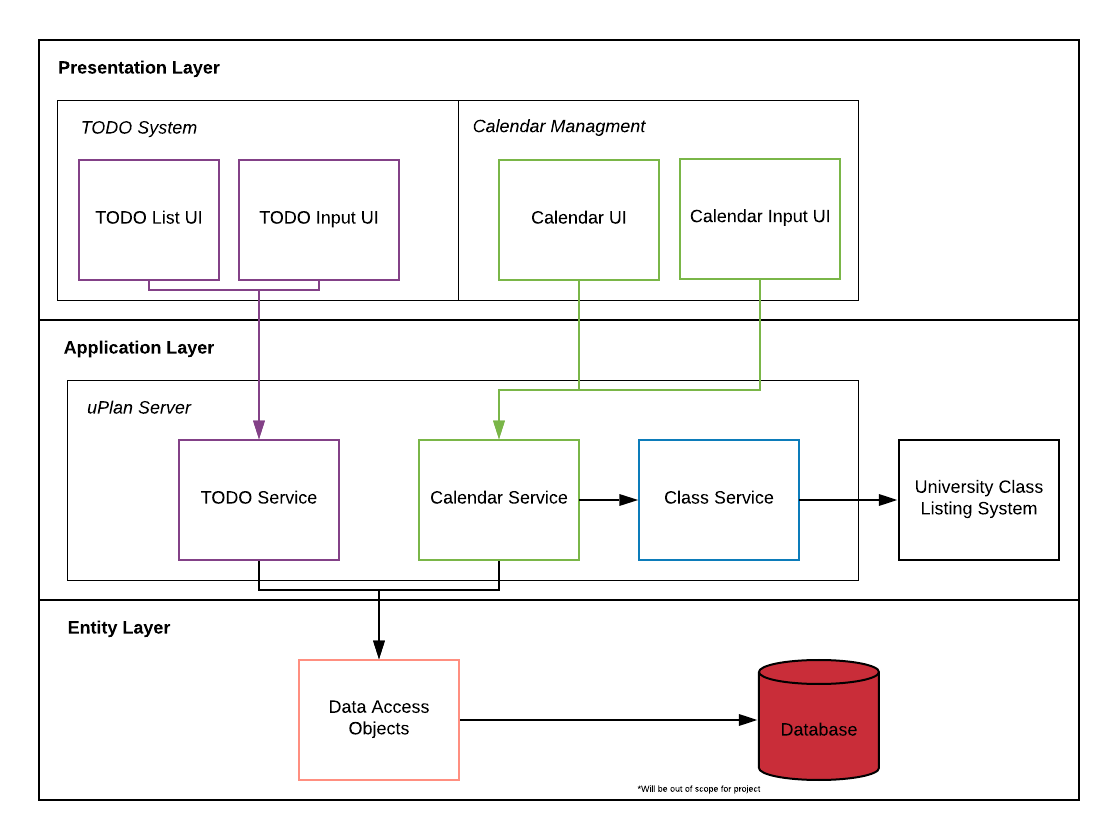 Presentation Layer
TODO System
Calendar Managment
TODO List UI
TODO Input UI
Calendar UI
Calendar Input UI
Application Layer
uPlan Server
TODO Service
Calendar Service
Class Service
University Class
Listing System
Entity Layer
Data Access
Objects
Database
*Will be out of scope for project